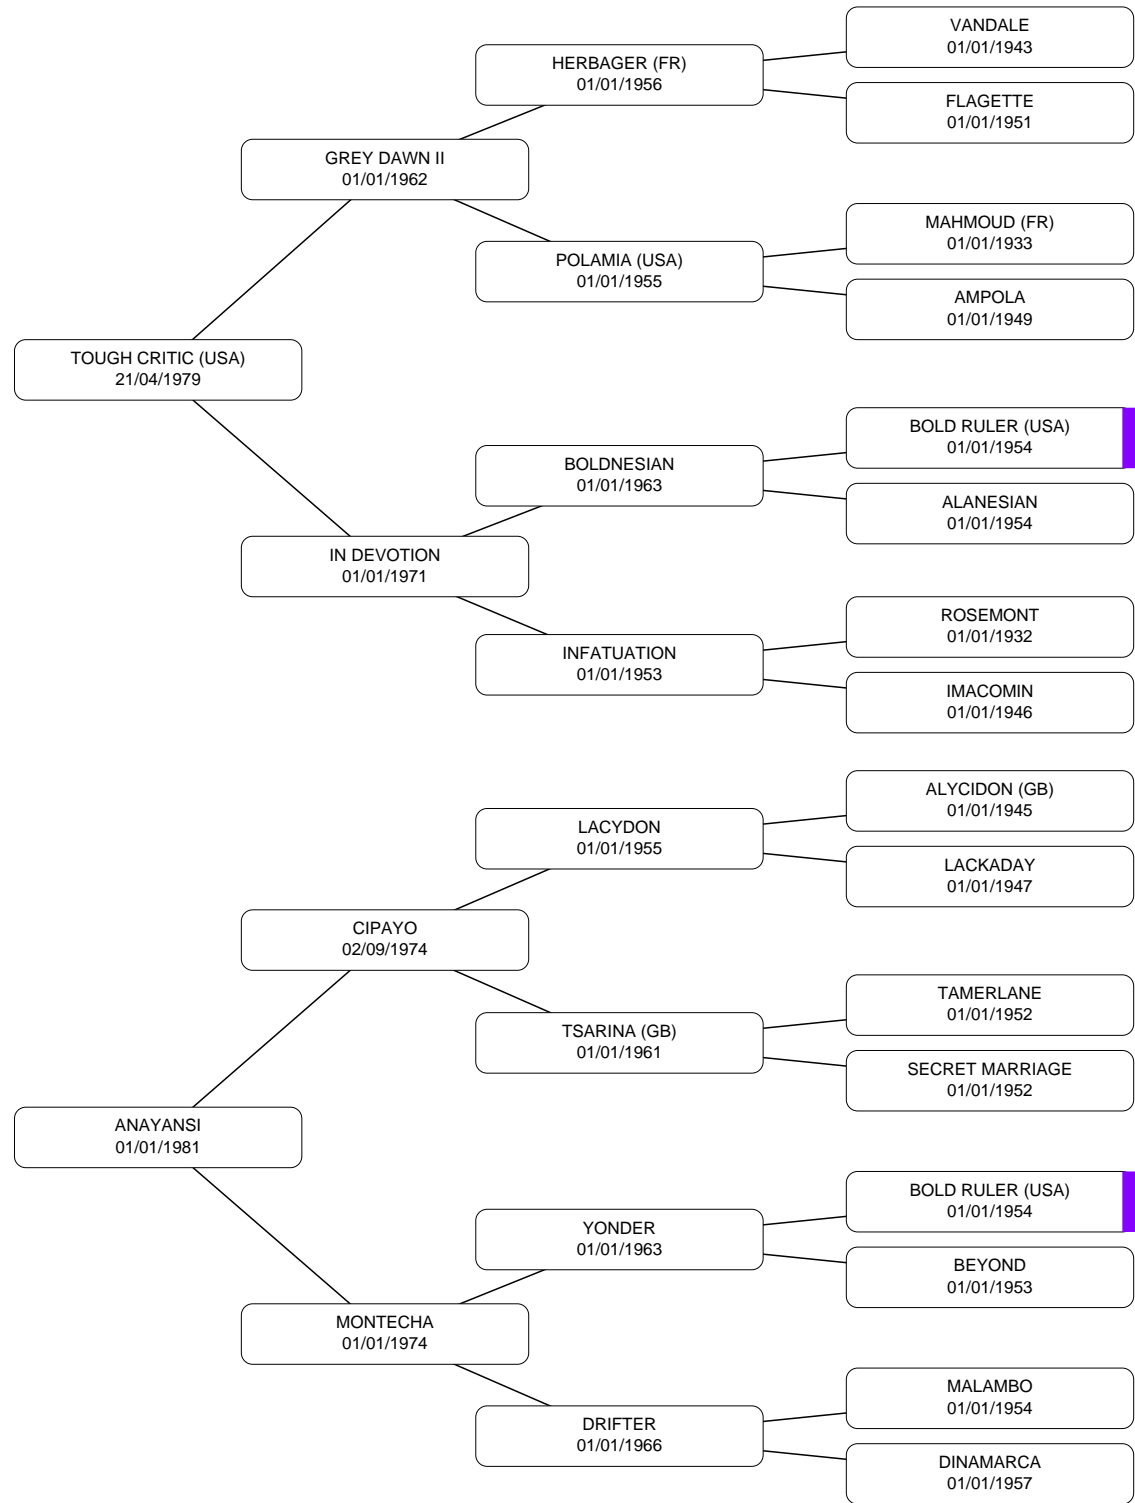 VANDALE
01/01/1943
HERBAGER (FR)
01/01/1956
FLAGETTE
01/01/1951
GREY DAWN II
01/01/1962
MAHMOUD (FR)
01/01/1933
POLAMIA (USA)
01/01/1955
AMPOLA
01/01/1949
TOUGH CRITIC (USA)
21/04/1979
BOLD RULER (USA)
01/01/1954
BOLDNESIAN
01/01/1963
ALANESIAN
01/01/1954
IN DEVOTION
01/01/1971
ROSEMONT
01/01/1932
INFATUATION
01/01/1953
IMACOMIN
01/01/1946
ALYCIDON (GB)
01/01/1945
LACYDON
01/01/1955
LACKADAY
01/01/1947
CIPAYO
02/09/1974
TAMERLANE
01/01/1952
TSARINA (GB)
01/01/1961
SECRET MARRIAGE
01/01/1952
ANAYANSI
01/01/1981
BOLD RULER (USA)
01/01/1954
YONDER
01/01/1963
BEYOND
01/01/1953
MONTECHA
01/01/1974
MALAMBO
01/01/1954
DRIFTER
01/01/1966
DINAMARCA
01/01/1957